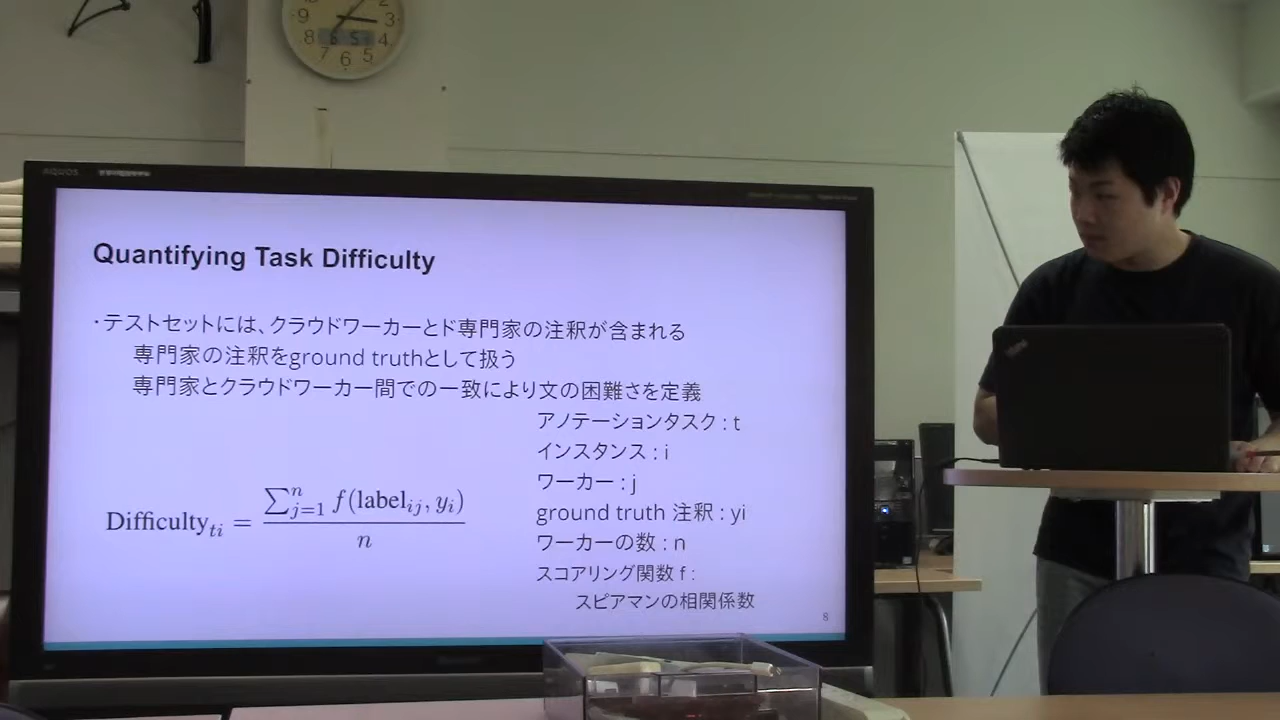 AQUOS
Quantifying Task Difficulty
・テストセットには、クラウドワーカーとド専門家の注釈が含まれる
専門家の注釈をground truthとして扱う
専門家とクラウドワーカー間での一致により文の困難さを定義
アノテーションタスク : t
インスタンス : i
ワーカー : j
ground truth 注釈 : yi
ワーカーの数 : n
スコアリング関数 f :
スピアマンの相関係数
Difficulty_{ti} = \frac{\sum_{j=1}^{n} f(label_{ij}, y_i)}{n}
8